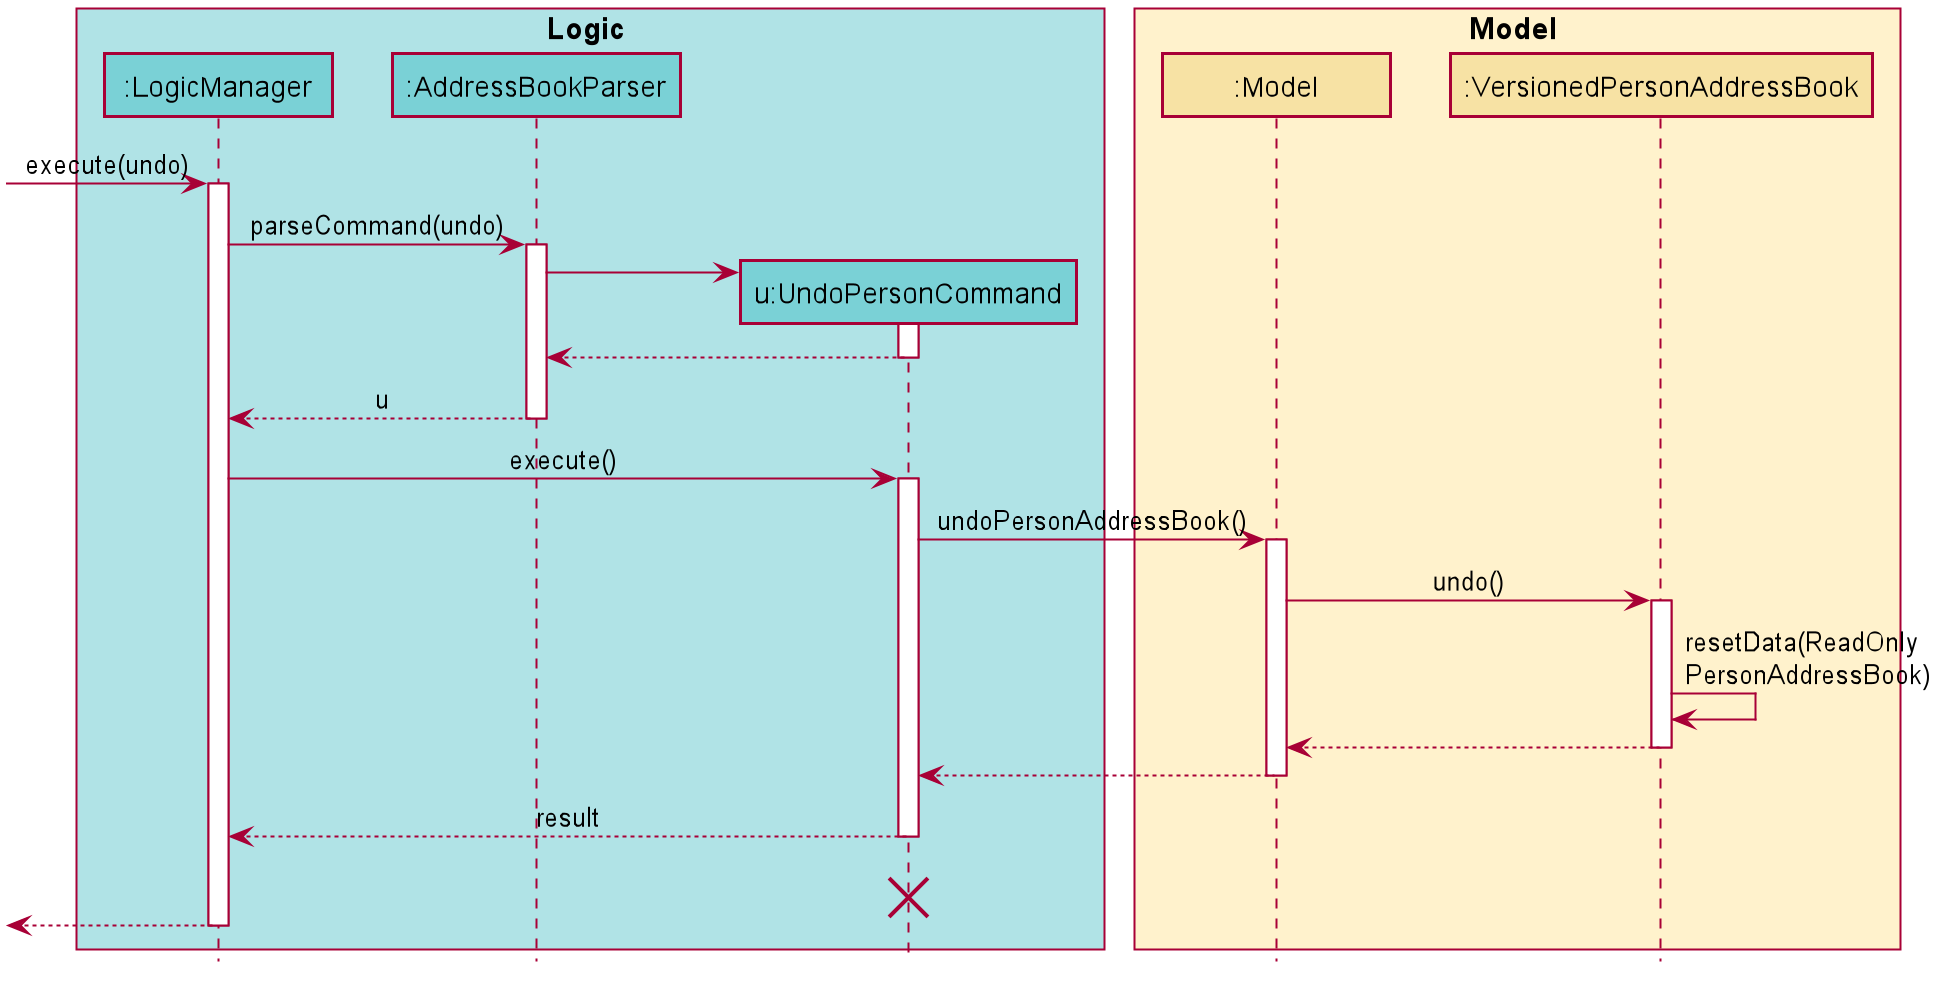 Logic
Model
:LogicManager
:AddressBookParser
:Model
:VersionedPersonAddressBook
execute(undo)
parseCommand(undo)
u:UndoPersonCommand
u
execute()
undoPersonAddressBook()
undo()
resetData(ReadOnly
PersonAddressBook)
result